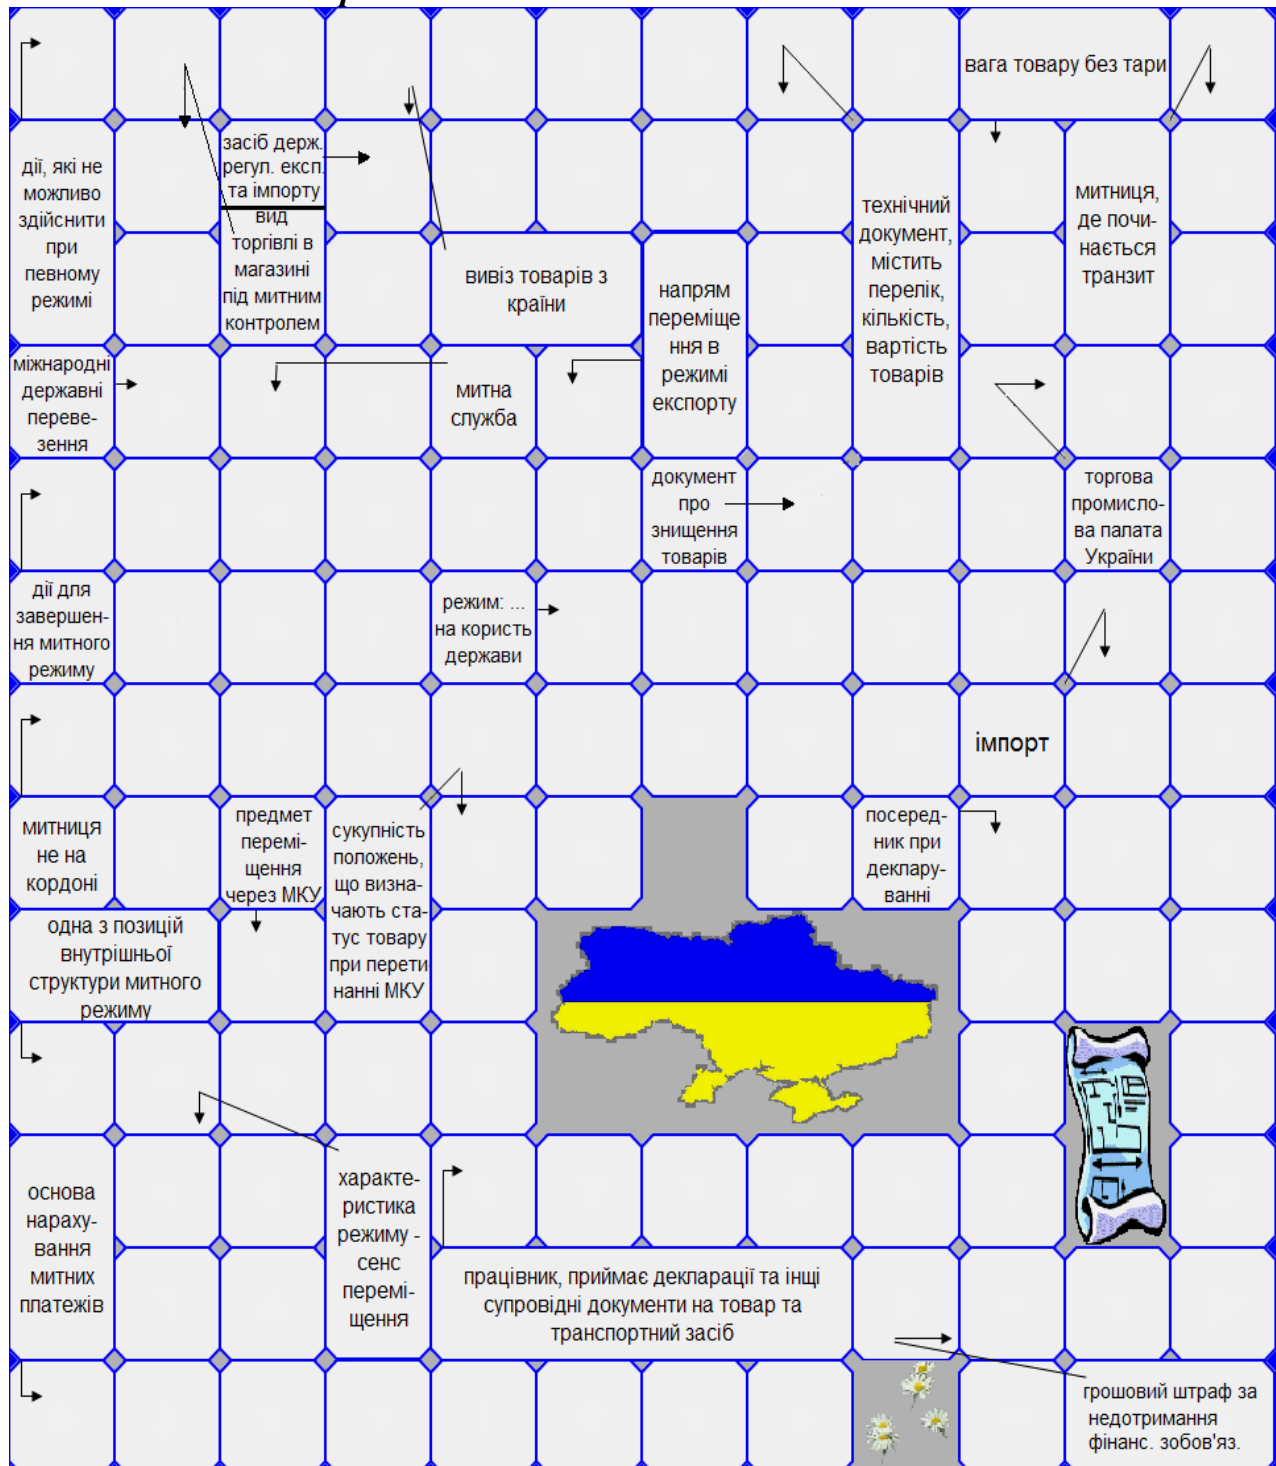 вага товару без тари
засіб держ.
регул. експ.
та імпорту
дії, які не
можливо
здійснити
при
певному
режимі
вид
торгівлі в
магазині
під митним
контролем
вивіз товарів з
країни
напрям
переміще
ння в
режимі
експорту
технічний
документ,
містить
перелік,
кількість,
вартість
товарів
митниця,
де почи-
нається
транзит
міжнародні
державні
переве-
зення
митна
служба
документ
про
знищення
товарів
торгова
промисло-
ва палата
України
дії для
завершен-
ня митного
режиму
режим: ...
на користь
держави
імпорт
митниця
не на
кордоні
предмет
перемі-
щення
через МКУ
сукупність
положень,
що визна-
чають ста-
тус товару
при перети
нанні МКУ
посеред-
ник при
деклару-
ванні
одна з позицій
внутрішньої
структури митного
режиму
основа
нараху-
вання
митних
платежів
характе-
ристика
режиму -
сенс
перемі-
щення
працівник, приймає декларації та інщі
супровідні документи на товар та
транспортний засіб
грошовий штраф за
недотримання
фінанс. зобов'яз.